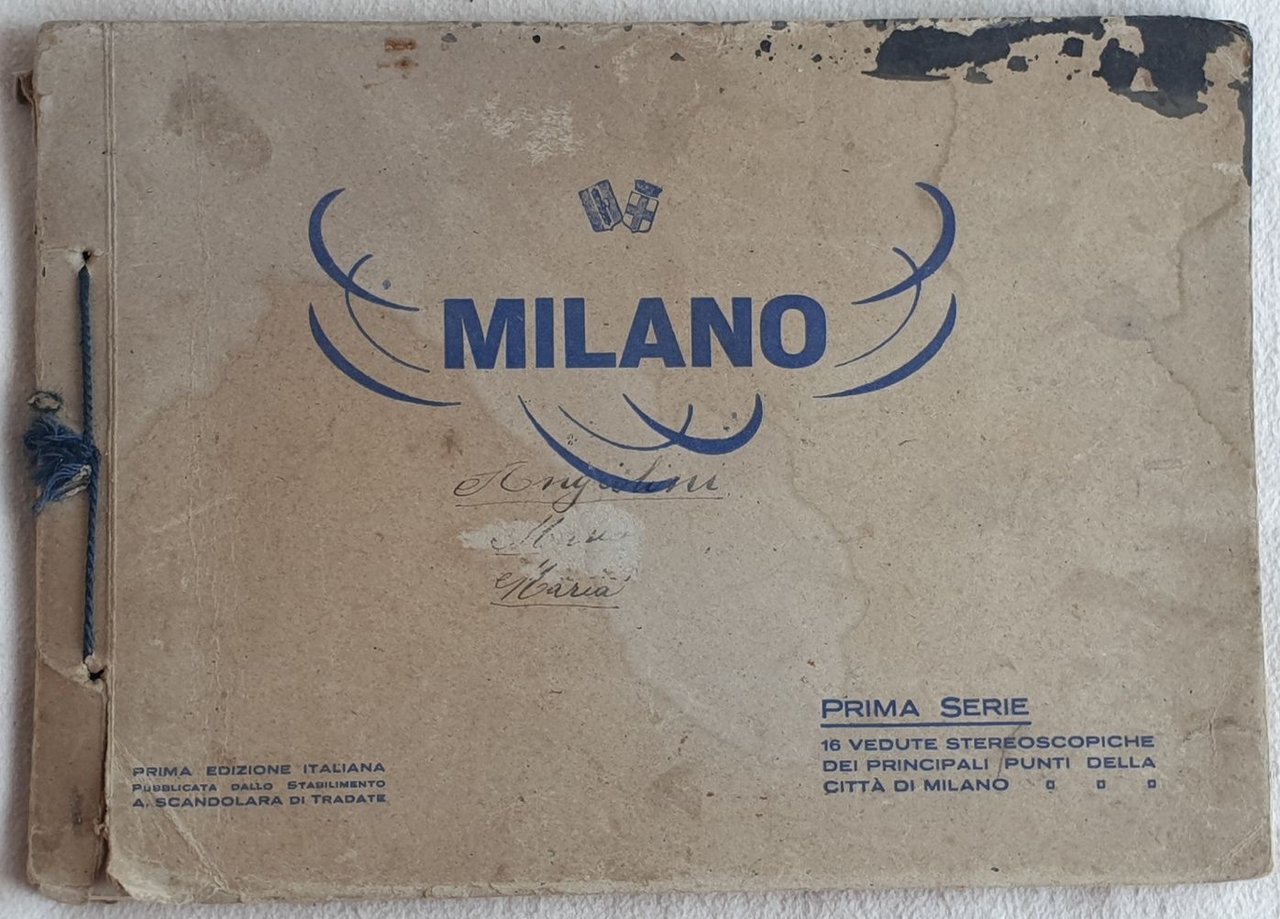 MILANO
Maria
PRIMA SERIE
16 VEDUTE STEREOSCOPICHE
DEI PRINCIPALI PUNTI DELLA
CITTÀ DI MILANO
PRIMA EDIZIONE ITALIANA
PUBBLICATA DALLO STABILIMENTO
A. SCANDOLARA DI TRADATE